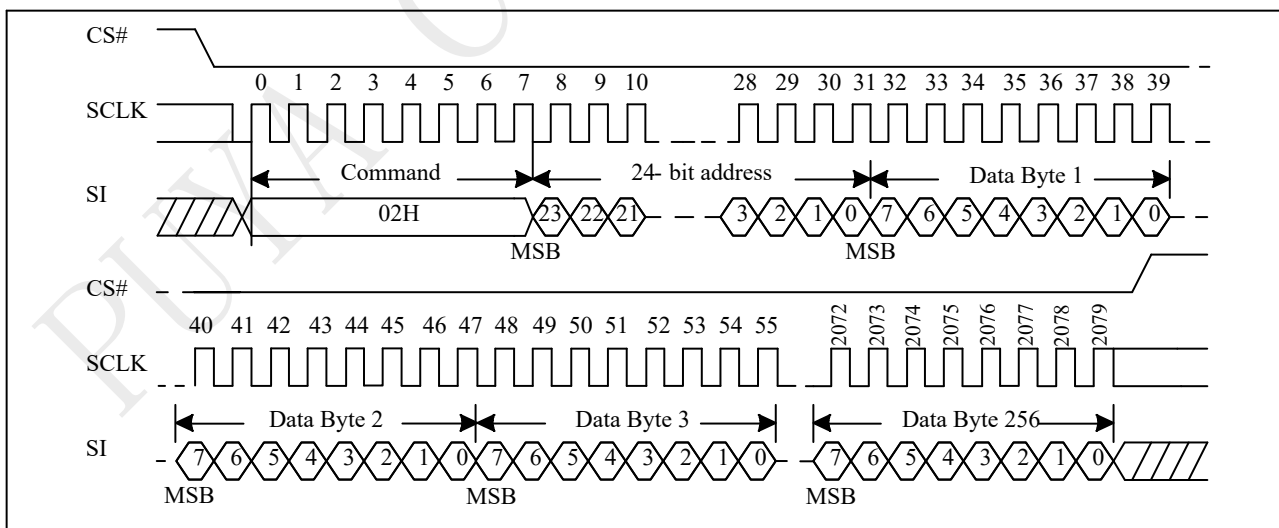 CS#
0 1 2 3 4 5 6 7 8 9 10 28 29 30 31 32 33 34 35 36 37 38 39
SCLK
Command 24- bit address Data Byte 1
SI
02H 23 22 21 3 2 1 0 7 6 5 4 3 2 1 0
MSB MSB
CS#
40 41 42 43 44 45 46 47 48 49 50 51 52 53 54 55 2072 2073 2074 2075 2076 2077 2078 2079
SCLK
Data Byte 2 Data Byte 3 Data Byte 256
SI
7 6 5 4 3 2 1 0 7 6 5 4 3 2 1 0 7 6 5 4 3 2 1 0
MSB MSB MSB
PUYA